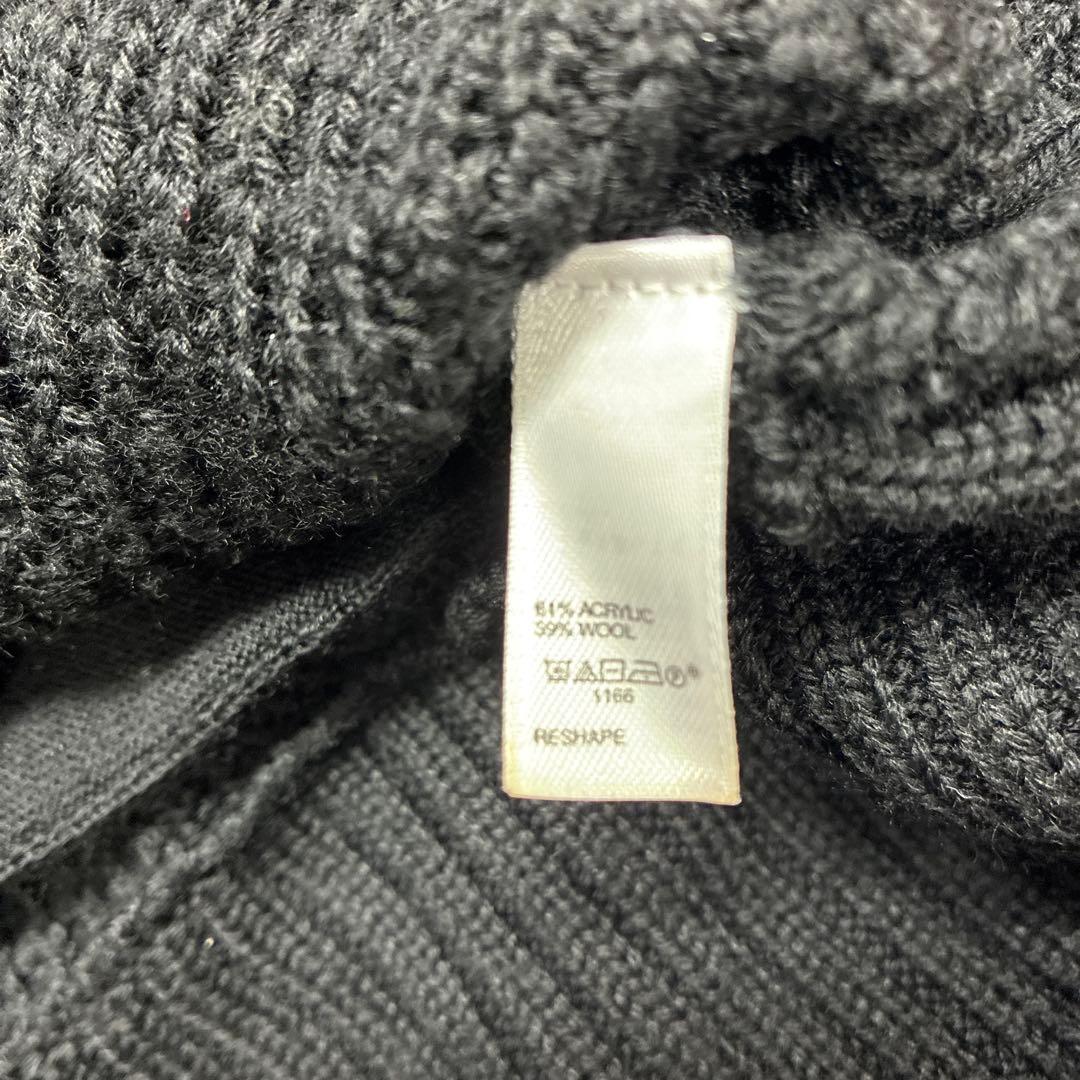 61% ACRYLIC
39% WOOL
1166
RESHAPE